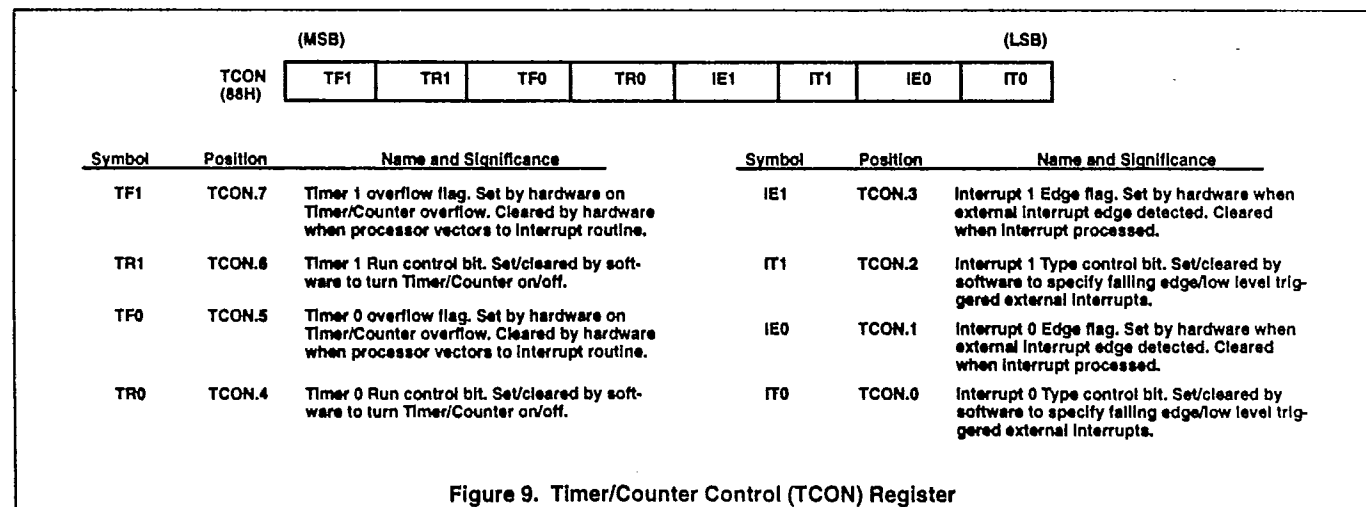 (MSB) (LSB)
TCON TF1 TR1 TF0 TR0 IE1 IT1 IE0 IT0
(88H)
Symbol Position Name and Significance
TF1 TCON.7 Timer 1 overflow flag. Set by hardware on
Timer/Counter overflow. Cleared by hardware
when processor vectors to interrupt routine.
TR1 TCON.6 Timer 1 Run control bit. Set/cleared by soft-
ware to turn Timer/Counter on/off.
TF0 TCON.5 Timer 0 overflow flag. Set by hardware on
Timer/Counter overflow. Cleared by hardware
when processor vectors to interrupt routine.
TR0 TCON.4 Timer 0 Run control bit. Set/cleared by soft-
ware to turn Timer/Counter on/off.
Symbol Position Name and Significance
IE1 TCON.3 Interrupt 1 Edge flag. Set by hardware when
external interrupt edge detected. Cleared
when interrupt processed.
IT1 TCON.2 Interrupt 1 Type control bit. Set/cleared by
software to specify falling edge/low level trig-
gered external interrupts.
IE0 TCON.1 Interrupt 0 Edge flag. Set by hardware when
external interrupt edge detected. Cleared
when interrupt processed.
IT0 TCON.0 Interrupt 0 Type control bit. Set/cleared by
software to specify falling edge/low level trig-
gered external interrupts.
Figure 9. Timer/Counter Control (TCON) Register